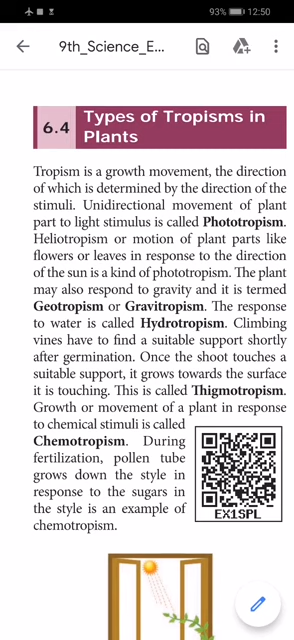 93% 12:50
9th_Science_E...
6.4 Types of Tropisms in
Plants
Tropism is a growth movement, the direction
of which is determined by the direction of the
stimuli. Unidirectional movement of plant
part to light stimulus is called Phototropism.
Heliotropism or motion of plant parts like
flowers or leaves in response to the direction
of the sun is a kind of phototropism. The plant
may also respond to gravity and it is termed
Geotropism or Gravitropism. The response
to water is called Hydrotropism. Climbing
vines have to find a suitable support shortly
after germination. Once the shoot touches a
suitable support, it grows towards the surface
it is touching. This is called Thigmotropism.
Growth or movement of a plant in response
to chemical stimuli is called
Chemotropism. During
fertilization, pollen tube
grows down the style in
response to the sugars in
the style is an example of
chemotropism.
EX1SPL